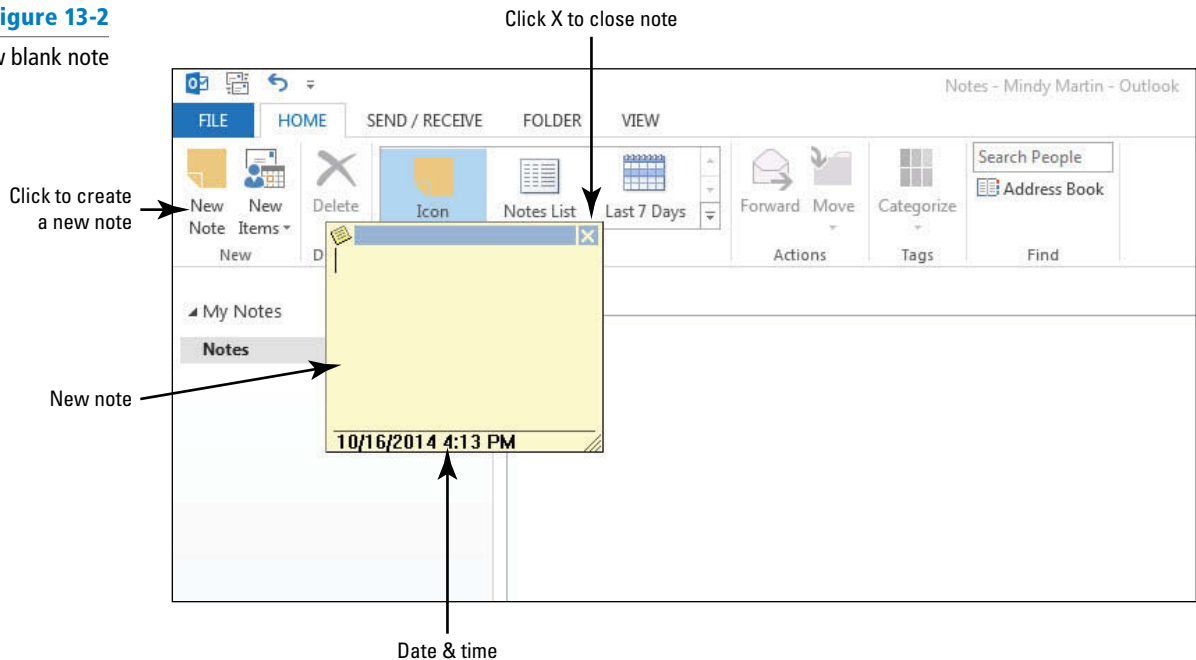 igure 13-2
blank note
Click X to close note
Notes - Mindy Martin - Outlook
FILE HOME SEND / RECEIVE FOLDER VIEW
Search People
Address Book
Click to create
a new note
New
Note
New
Items
Delete
Icon
Notes List
Last 7 Days
Forward
Move
Categorize
New
D
Actions
Tags
Find
My Notes
Notes
New note
10/16/2014 4:13 PM
Date & time